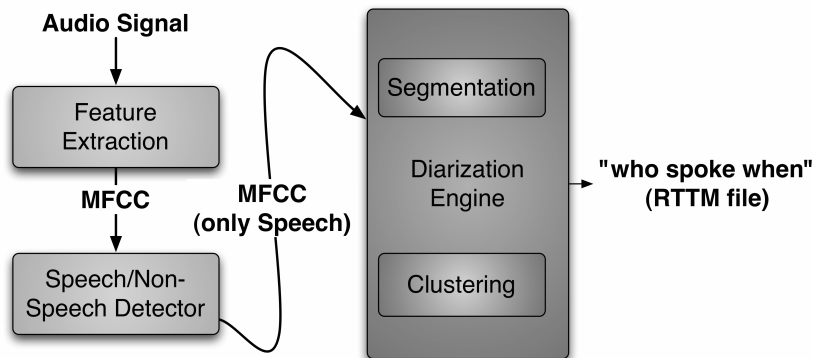 Audio Signal
Feature
Extraction
MFCC
Speech/Non-
Speech Detector
MFCC
(only Speech)
Segmentation
Diarization
Engine
Clustering
"who spoke when"
(RTTM file)